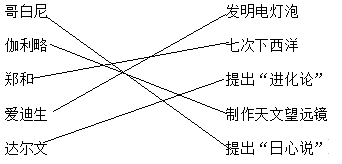 哥白尼 发明电灯泡
伽利略 七次下西洋
郑和 提出“进化论”
爱迪生 制作天文望远镜
达尔文 提出“日心说”